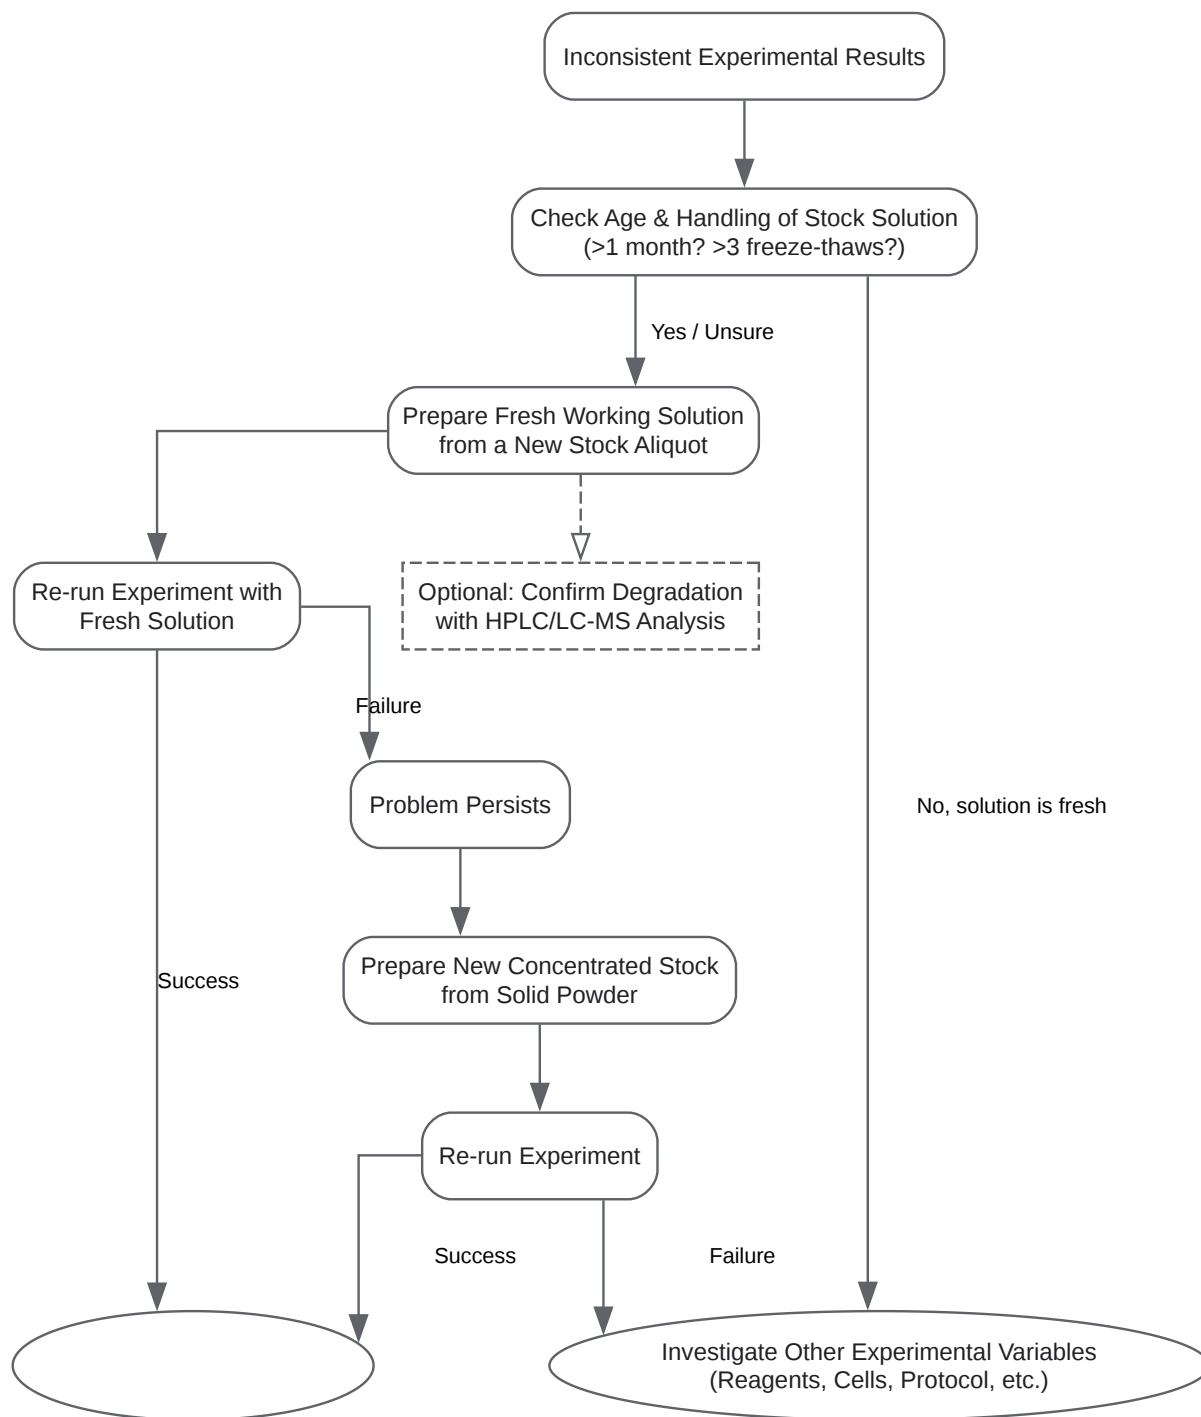 Inconsistent Experimental Results
Check Age & Handling of Stock Solution
(>1 month? >3 freeze-thaws?)
Yes / Unsure
Prepare Fresh Working Solution
from a New Stock Aliquot
Re-run Experiment with
Fresh Solution
Optional: Confirm Degradation
with HPLC/LC-MS Analysis
Failure
Problem Persists
No, solution is fresh
Success
Prepare New Concentrated Stock
from Solid Powder
Re-run Experiment
Success
Failure
Investigate Other Experimental Variables
(Reagents, Cells, Protocol, etc.)